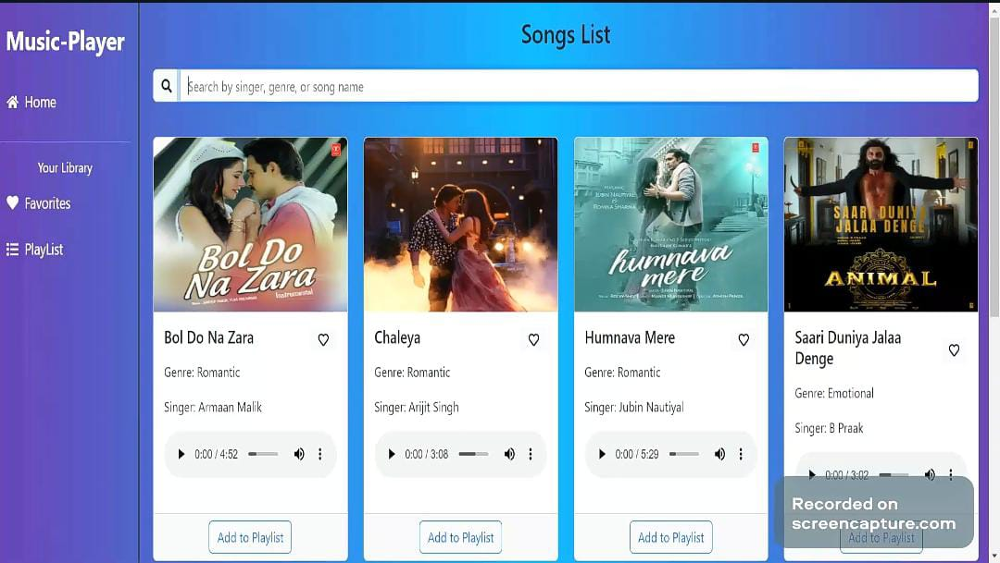 Music-Player
Home
Your Library
Favorites
PlayList
Songs List
Search by singer, genre, or song name
BOL DO
NA ZARA
Instrumental
Bol Do Na Zara
Genre: Romantic
Singer: Armaan Malik
0:00 / 4:52
Add to Playlist
Chaleya
Genre: Romantic
Singer: Arijit Singh
0:00 / 3:08
Add to Playlist
FEATURING
JUBIN NAUTIYAL
humnava
mere
Humnava Mere
Genre: Romantic
Singer: Jubin Nautiyal
0:00 / 5:29
Add to Playlist
SAARI DUNIYA
JALAA DENGE
ANIMAL
Saari Duniya Jalaa
Denge
Genre: Emotional
Singer: B Praak
0:00 / 3:02
Add to Playlist
Recorded on
screencapture.com